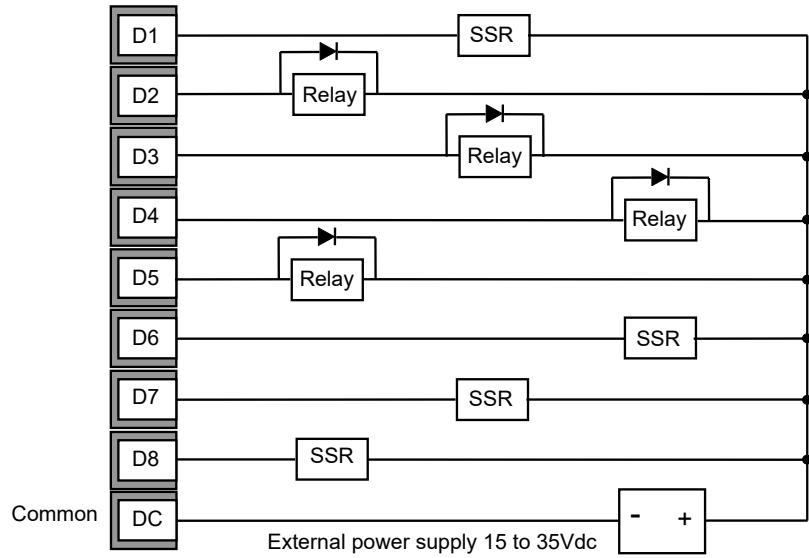 D1 SSR
D2 Relay
D3 Relay
D4 Relay
D5 Relay
D6 SSR
D7 SSR
D8 SSR
Common DC - +
External power supply 15 to 35Vdc